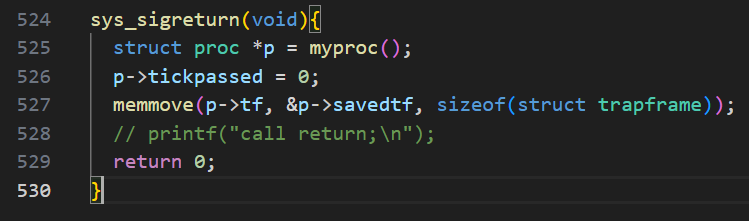 524 sys_sigreturn(void){
525   struct proc *p = myproc();
526   p->tickpassed = 0;
527   memmove(p->tf, &p->savedtf, sizeof(struct trapframe));
528   // printf("call return;\n");
529   return 0;
530 }